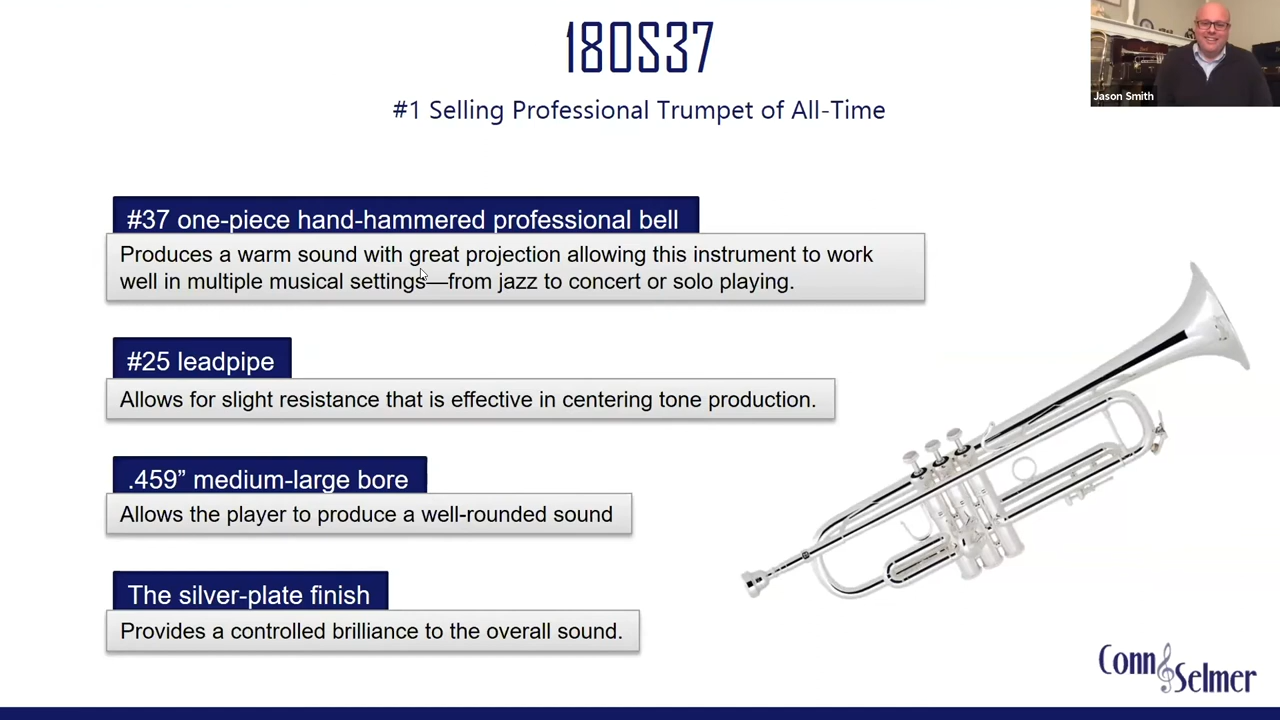 180S37
#1 Selling Professional Trumpet of All-Time
Jason Smith
#37 one-piece hand-hammered professional bell
Produces a warm sound with great projection allowing this instrument to work
well in multiple musical settings—from jazz to concert or solo playing.
#25 leadpipe
Allows for slight resistance that is effective in centering tone production.
.459” medium-large bore
Allows the player to produce a well-rounded sound
The silver-plate finish
Provides a controlled brilliance to the overall sound.
Conn
Selmer